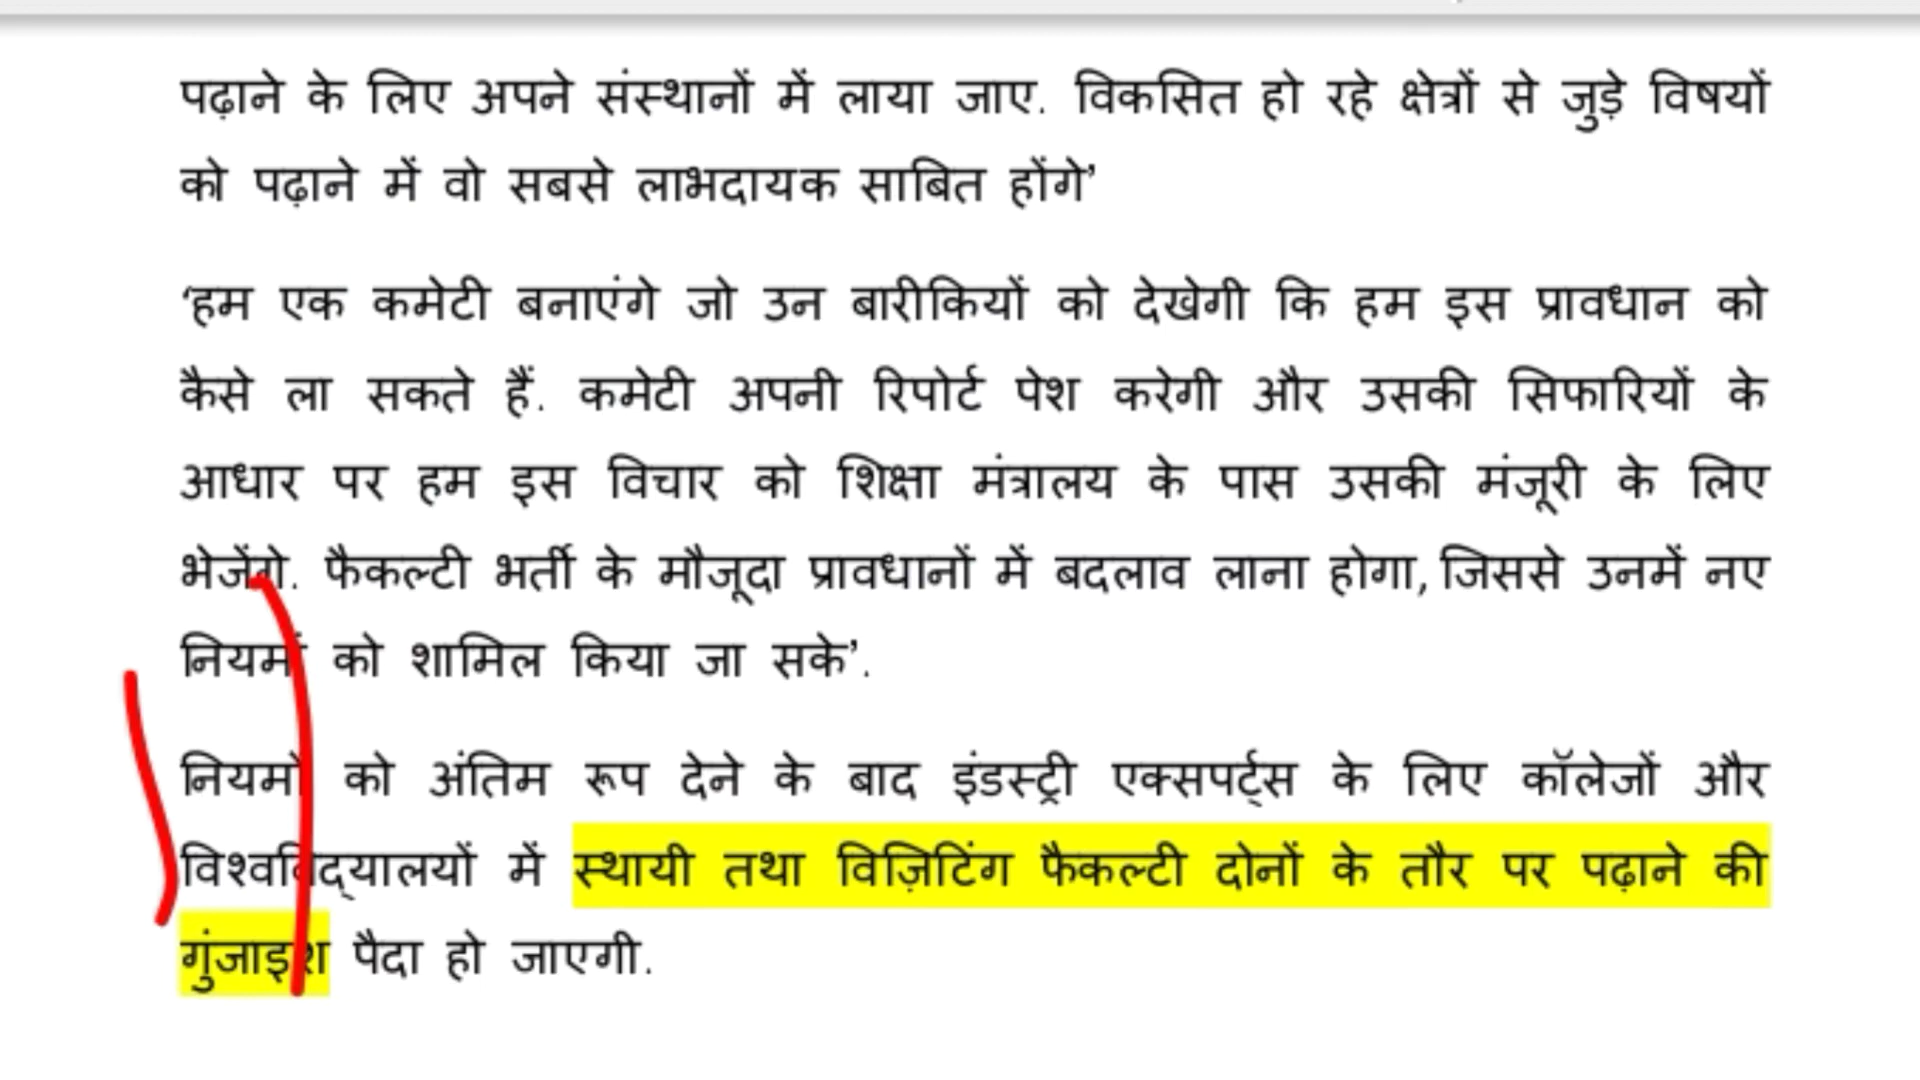 पढ़ाने के लिए अपने संस्थानों में लाया जाए. विकसित हो रहे क्षेत्रों से जुड़े विषयों
को पढ़ाने में वो सबसे लाभदायक साबित होंगे’
‘हम एक कमेटी बनाएंगे जो उन बारीकियों को देखेगी कि हम इस प्रावधान को
कैसे ला सकते हैं. कमेटी अपनी रिपोर्ट पेश करेगी और उसकी सिफारियों के
आधार पर हम इस विचार को शिक्षा मंत्रालय के पास उसकी मंजूरी के लिए
भेजेंगे. फैकल्टी भर्ती के मौजूदा प्रावधानों में बदलाव लाना होगा, जिससे उनमें नए
नियमों को शामिल किया जा सके’.
नियमों को अंतिम रूप देने के बाद इंडस्ट्री एक्सपर्ट्स के लिए कॉलेजों और
विश्वविद्यालयों में स्थायी तथा विज़िटिंग फैकल्टी दोनों के तौर पर पढ़ाने की
गुंजाइश पैदा हो जाएगी.